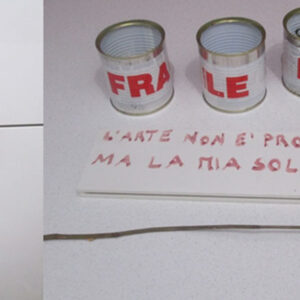 FRA ILE
L'ARTE NON E' PRO
MA LA MIA SOL